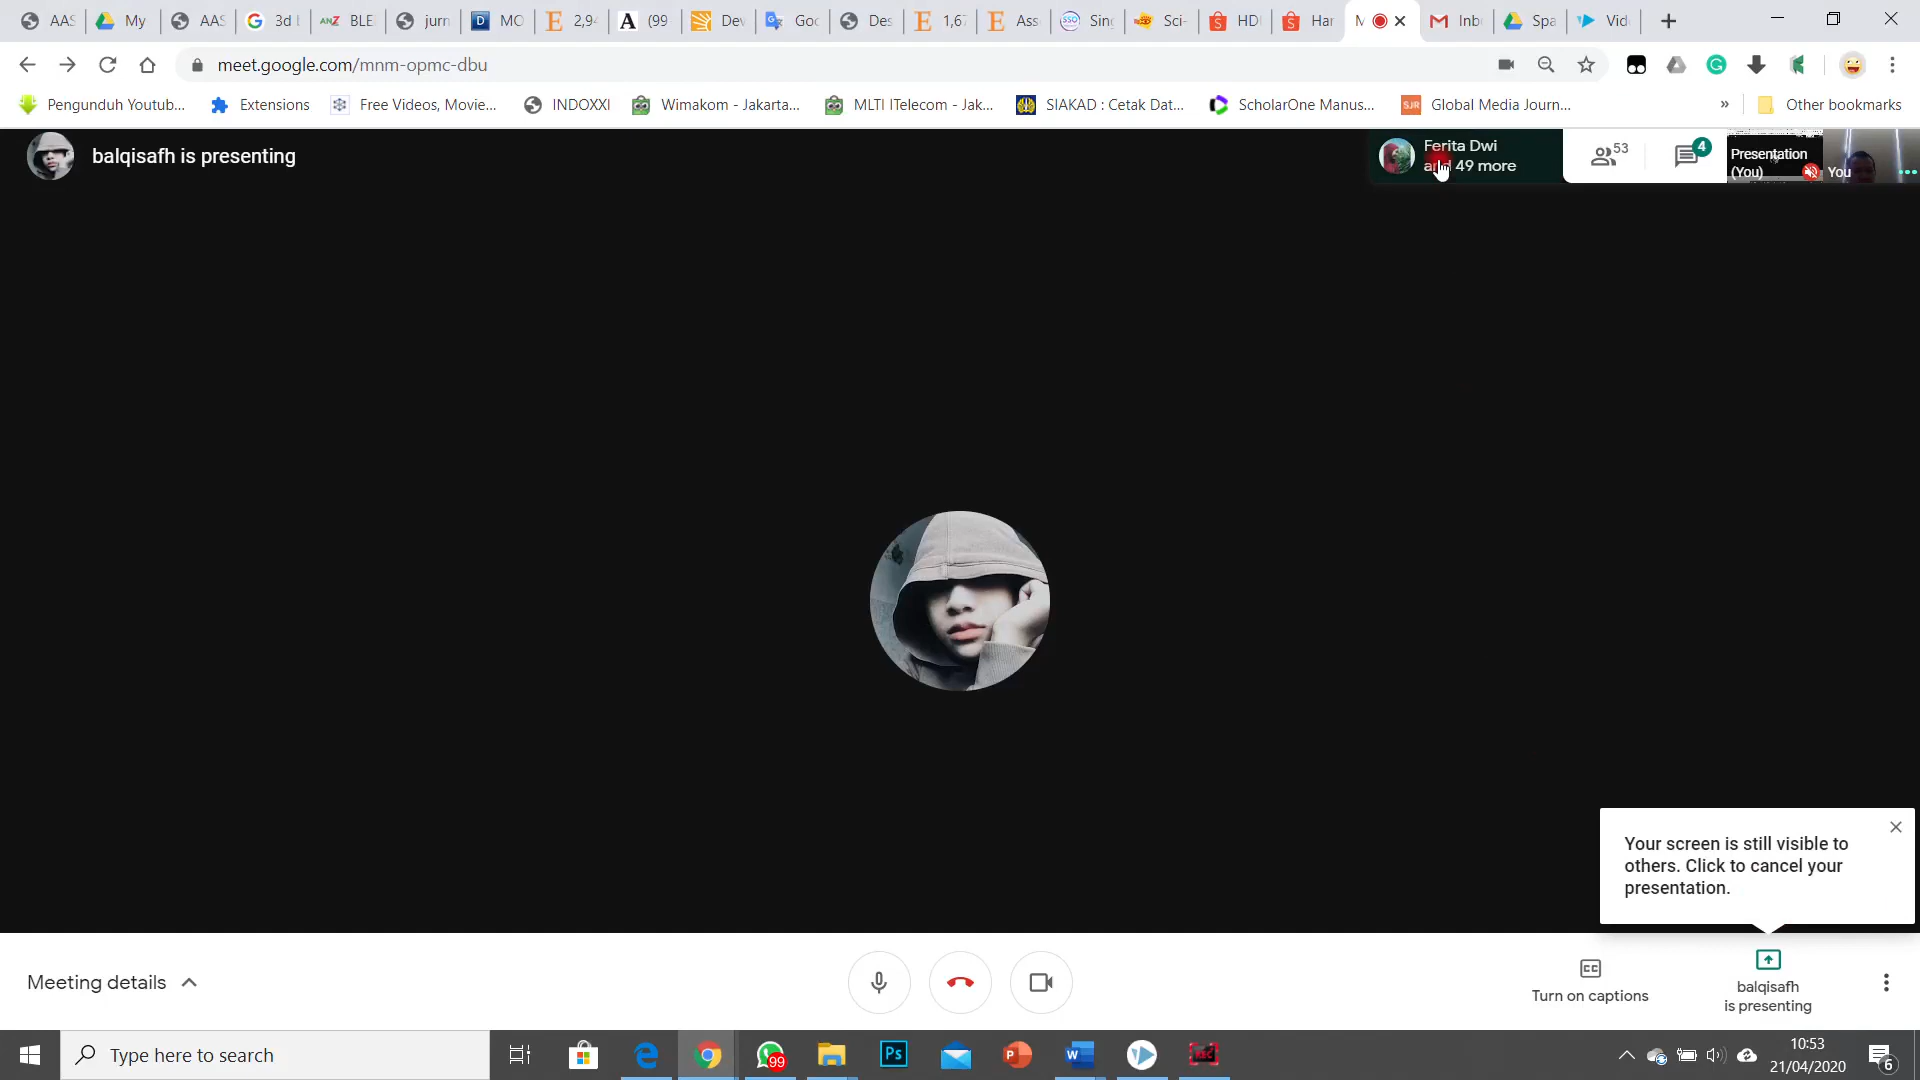 AAS
My
AAS
3d
BLE
jurn
MO
2,94
(99
Dev
Goo
Des
1,67
Ass
Sing
Sci-
HD
Har
M
Inb
Spa
Vid
meet.google.com/mnm-opmc-dbu
Pengunduh Youtub...
Extensions
Free Videos, Movie...
INDOXXI
Wimakom - Jakarta...
MLTI ITelecom - Jak...
SIAKAD : Cetak Dat...
ScholarOne Manus...
Global Media Journ...
»
Other bookmarks
balqisafh is presenting
Ferita Dwi
and 49 more
53
4
Presentation
(You)
You
Your screen is still visible to
others. Click to cancel your
presentation.
Meeting details
Turn on captions
balqisafh
is presenting
Type here to search
99
10:53
21/04/2020
6